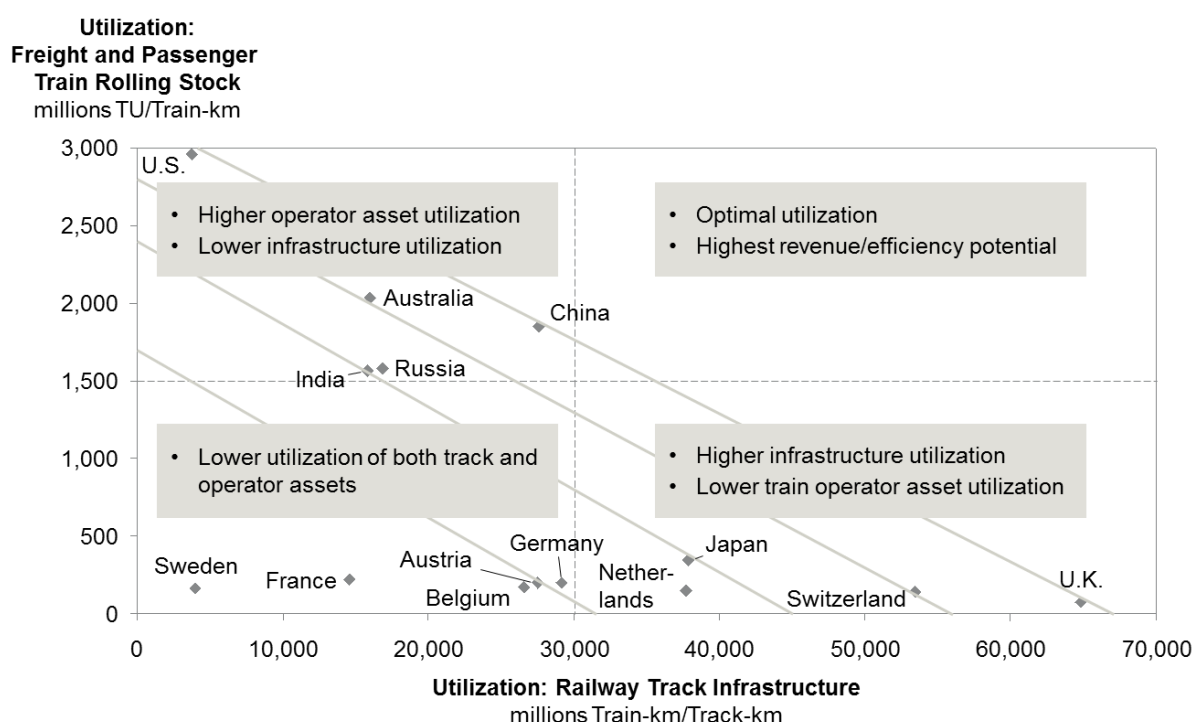 Utilization:
Freight and Passenger
Train Rolling Stock
millions TU/Train-km
3,000
U.S.
• Higher operator asset utilization
• Lower infrastructure utilization
• Optimal utilization
• Highest revenue/efficiency potential
2,500
2,000
Australia
China
India
Russia
1,500
• Lower utilization of both track and
operator assets
• Higher infrastructure utilization
• Lower train operator asset utilization
1,000
500
Sweden
France
Austria
Belgium
Germany
Nether-
lands
Japan
Switzerland
U.K.
0
0 10,000 20,000 30,000 40,000 50,000 60,000 70,000
Utilization: Railway Track Infrastructure
millions Train-km/Track-km